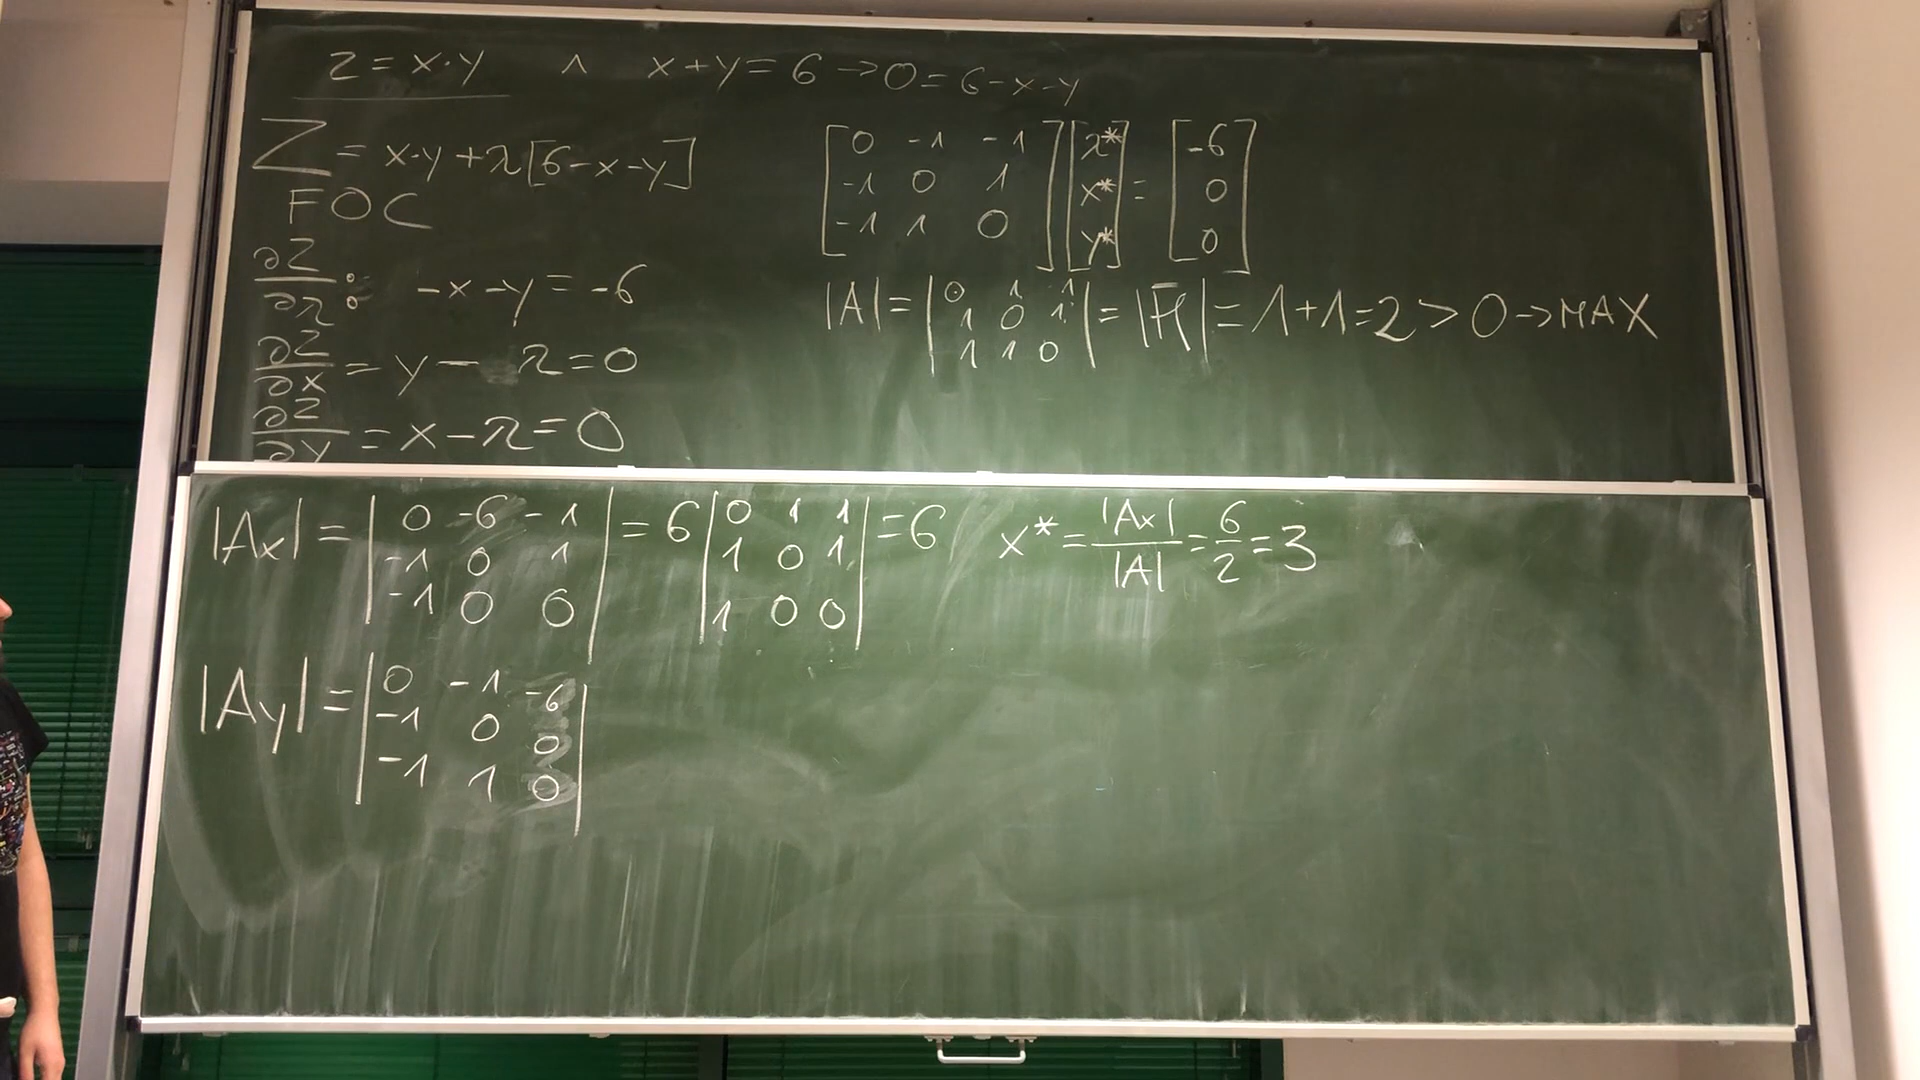 z = x·y ∧ x+y = 6 → 0 = 6-x-y
Z = x·y + λ[6-x-y]
FOC
∂Z/∂λ: -x-y = -6
∂Z/∂x = y - λ = 0
∂Z/∂y = x - λ = 0
[0 -1 -1] [λ*] [-6]
[-1 0 1] [x*] = [0]
[-1 1 0] [y*] [0]
|A| = |0 1 1; 1 0 1; 1 1 0| = |H̄| = 1+1 = 2 > 0 → MAX
|Ax| = |0 -6 -1; -1 0 1; -1 0 0| = 6 |0 1 1; 1 0 1; 1 0 0| = 6 x* = |Ax|/|A| = 6/2 = 3
|Ay| = |0 -1 -6; -1 0 0; -1 1 0|